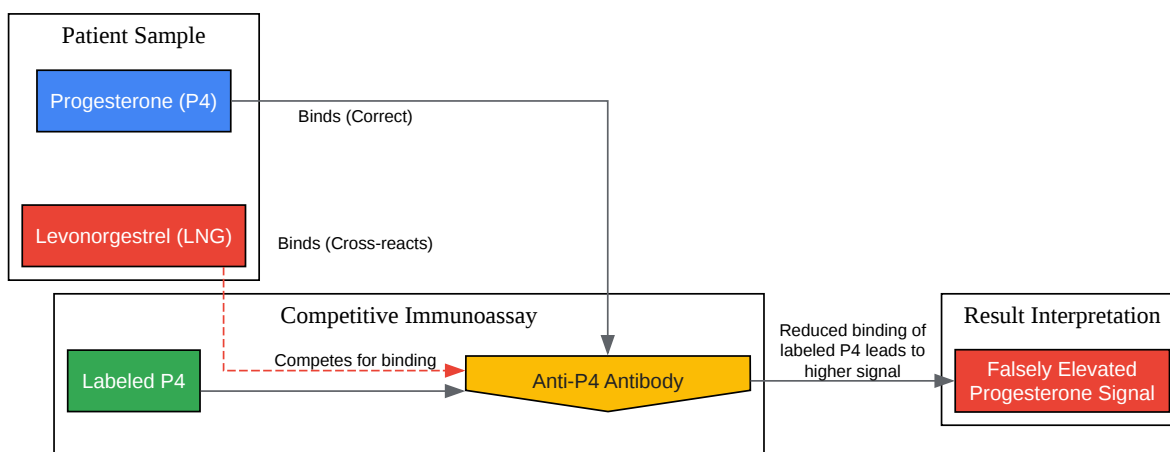 Patient Sample
Progesterone (P4)
Binds (Correct)
Levonorgestrel (LNG)
Binds (Cross-reacts)
Competitive Immunoassay
Labeled P4
Competes for binding
Anti-P4 Antibody
Reduced binding of
labeled P4 leads to
higher signal
Result Interpretation
Falsely Elevated
Progesterone Signal